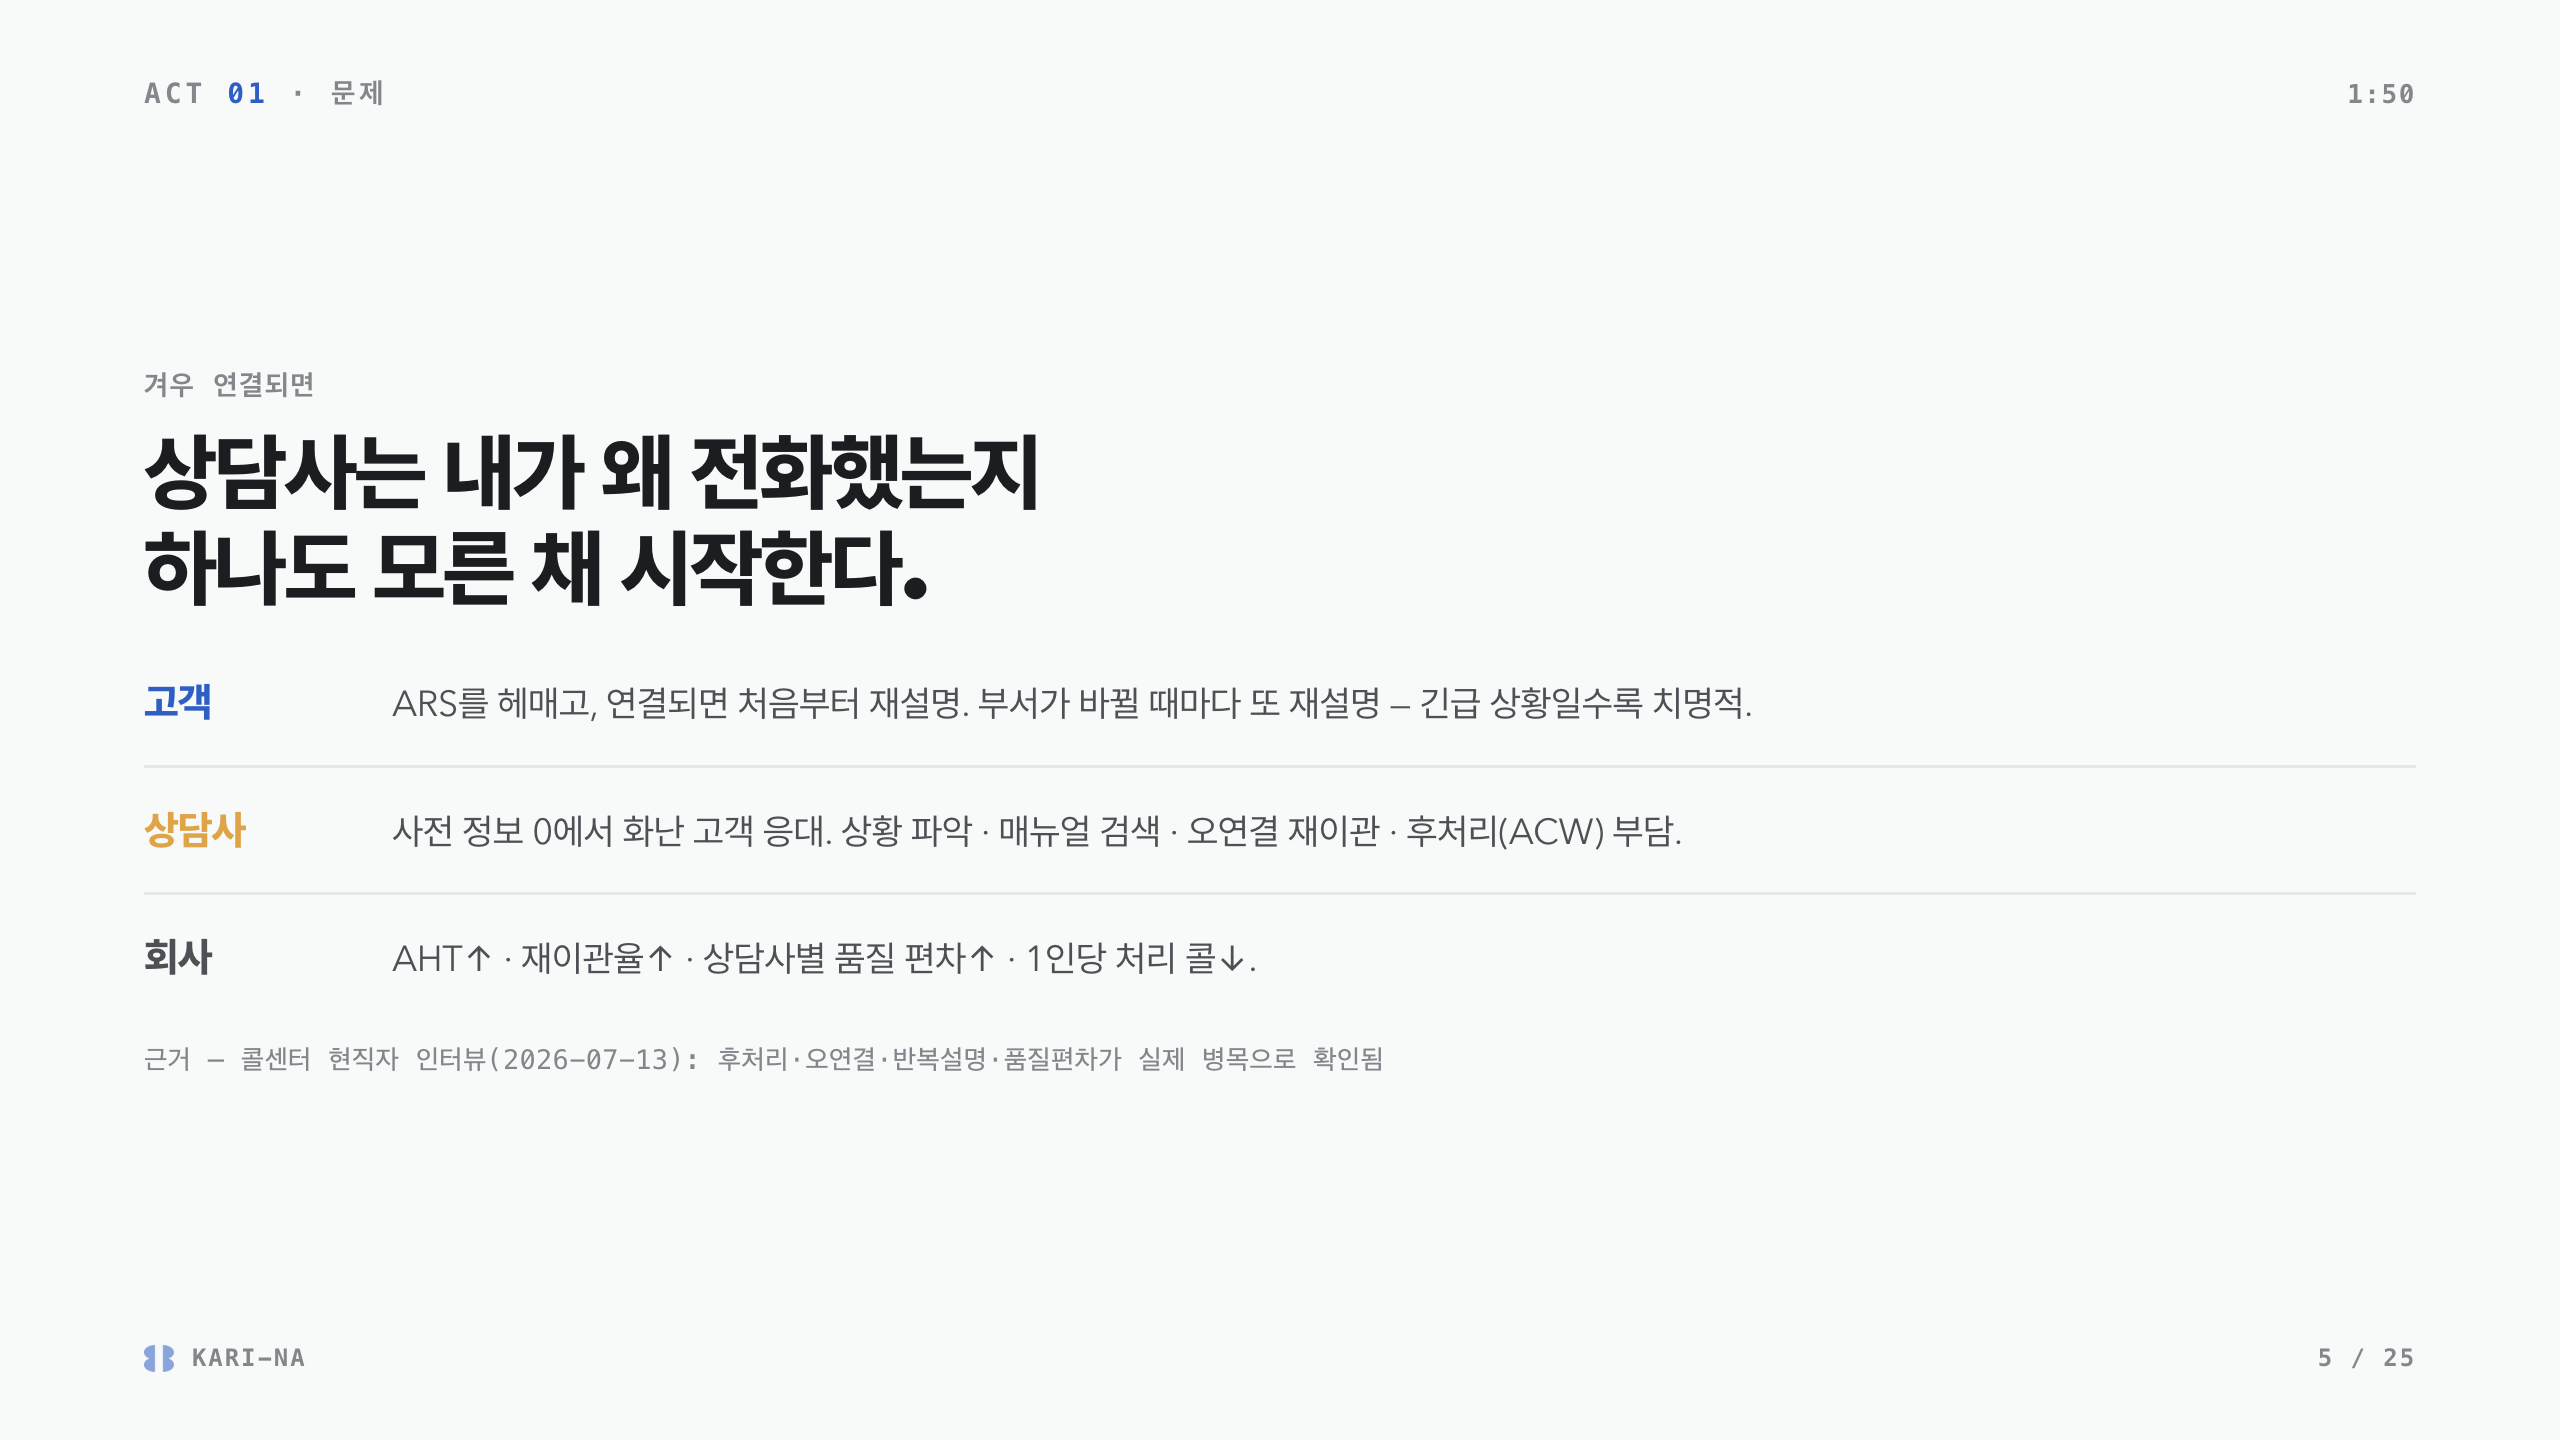 ACT 01 · 문제
1:50
겨우 연결되면
상담사는 내가 왜 전화했는지
하나도 모른 채 시작한다.
고객 ARS를 헤매고, 연결되면 처음부터 재설명. 부서가 바뀔 때마다 또 재설명 — 긴급 상황일수록 치명적.
상담사 사전 정보 0에서 화난 고객 응대. 상황 파악 · 매뉴얼 검색 · 오연결 재이관 · 후처리(ACW) 부담.
회사 AHT↑ · 재이관율↑ · 상담사별 품질 편차↑ · 1인당 처리 콜↓.
근거 — 콜센터 현직자 인터뷰(2026-07-13): 후처리·오연결·반복설명·품질편차가 실제 병목으로 확인됨
KARI-NA
5 / 25